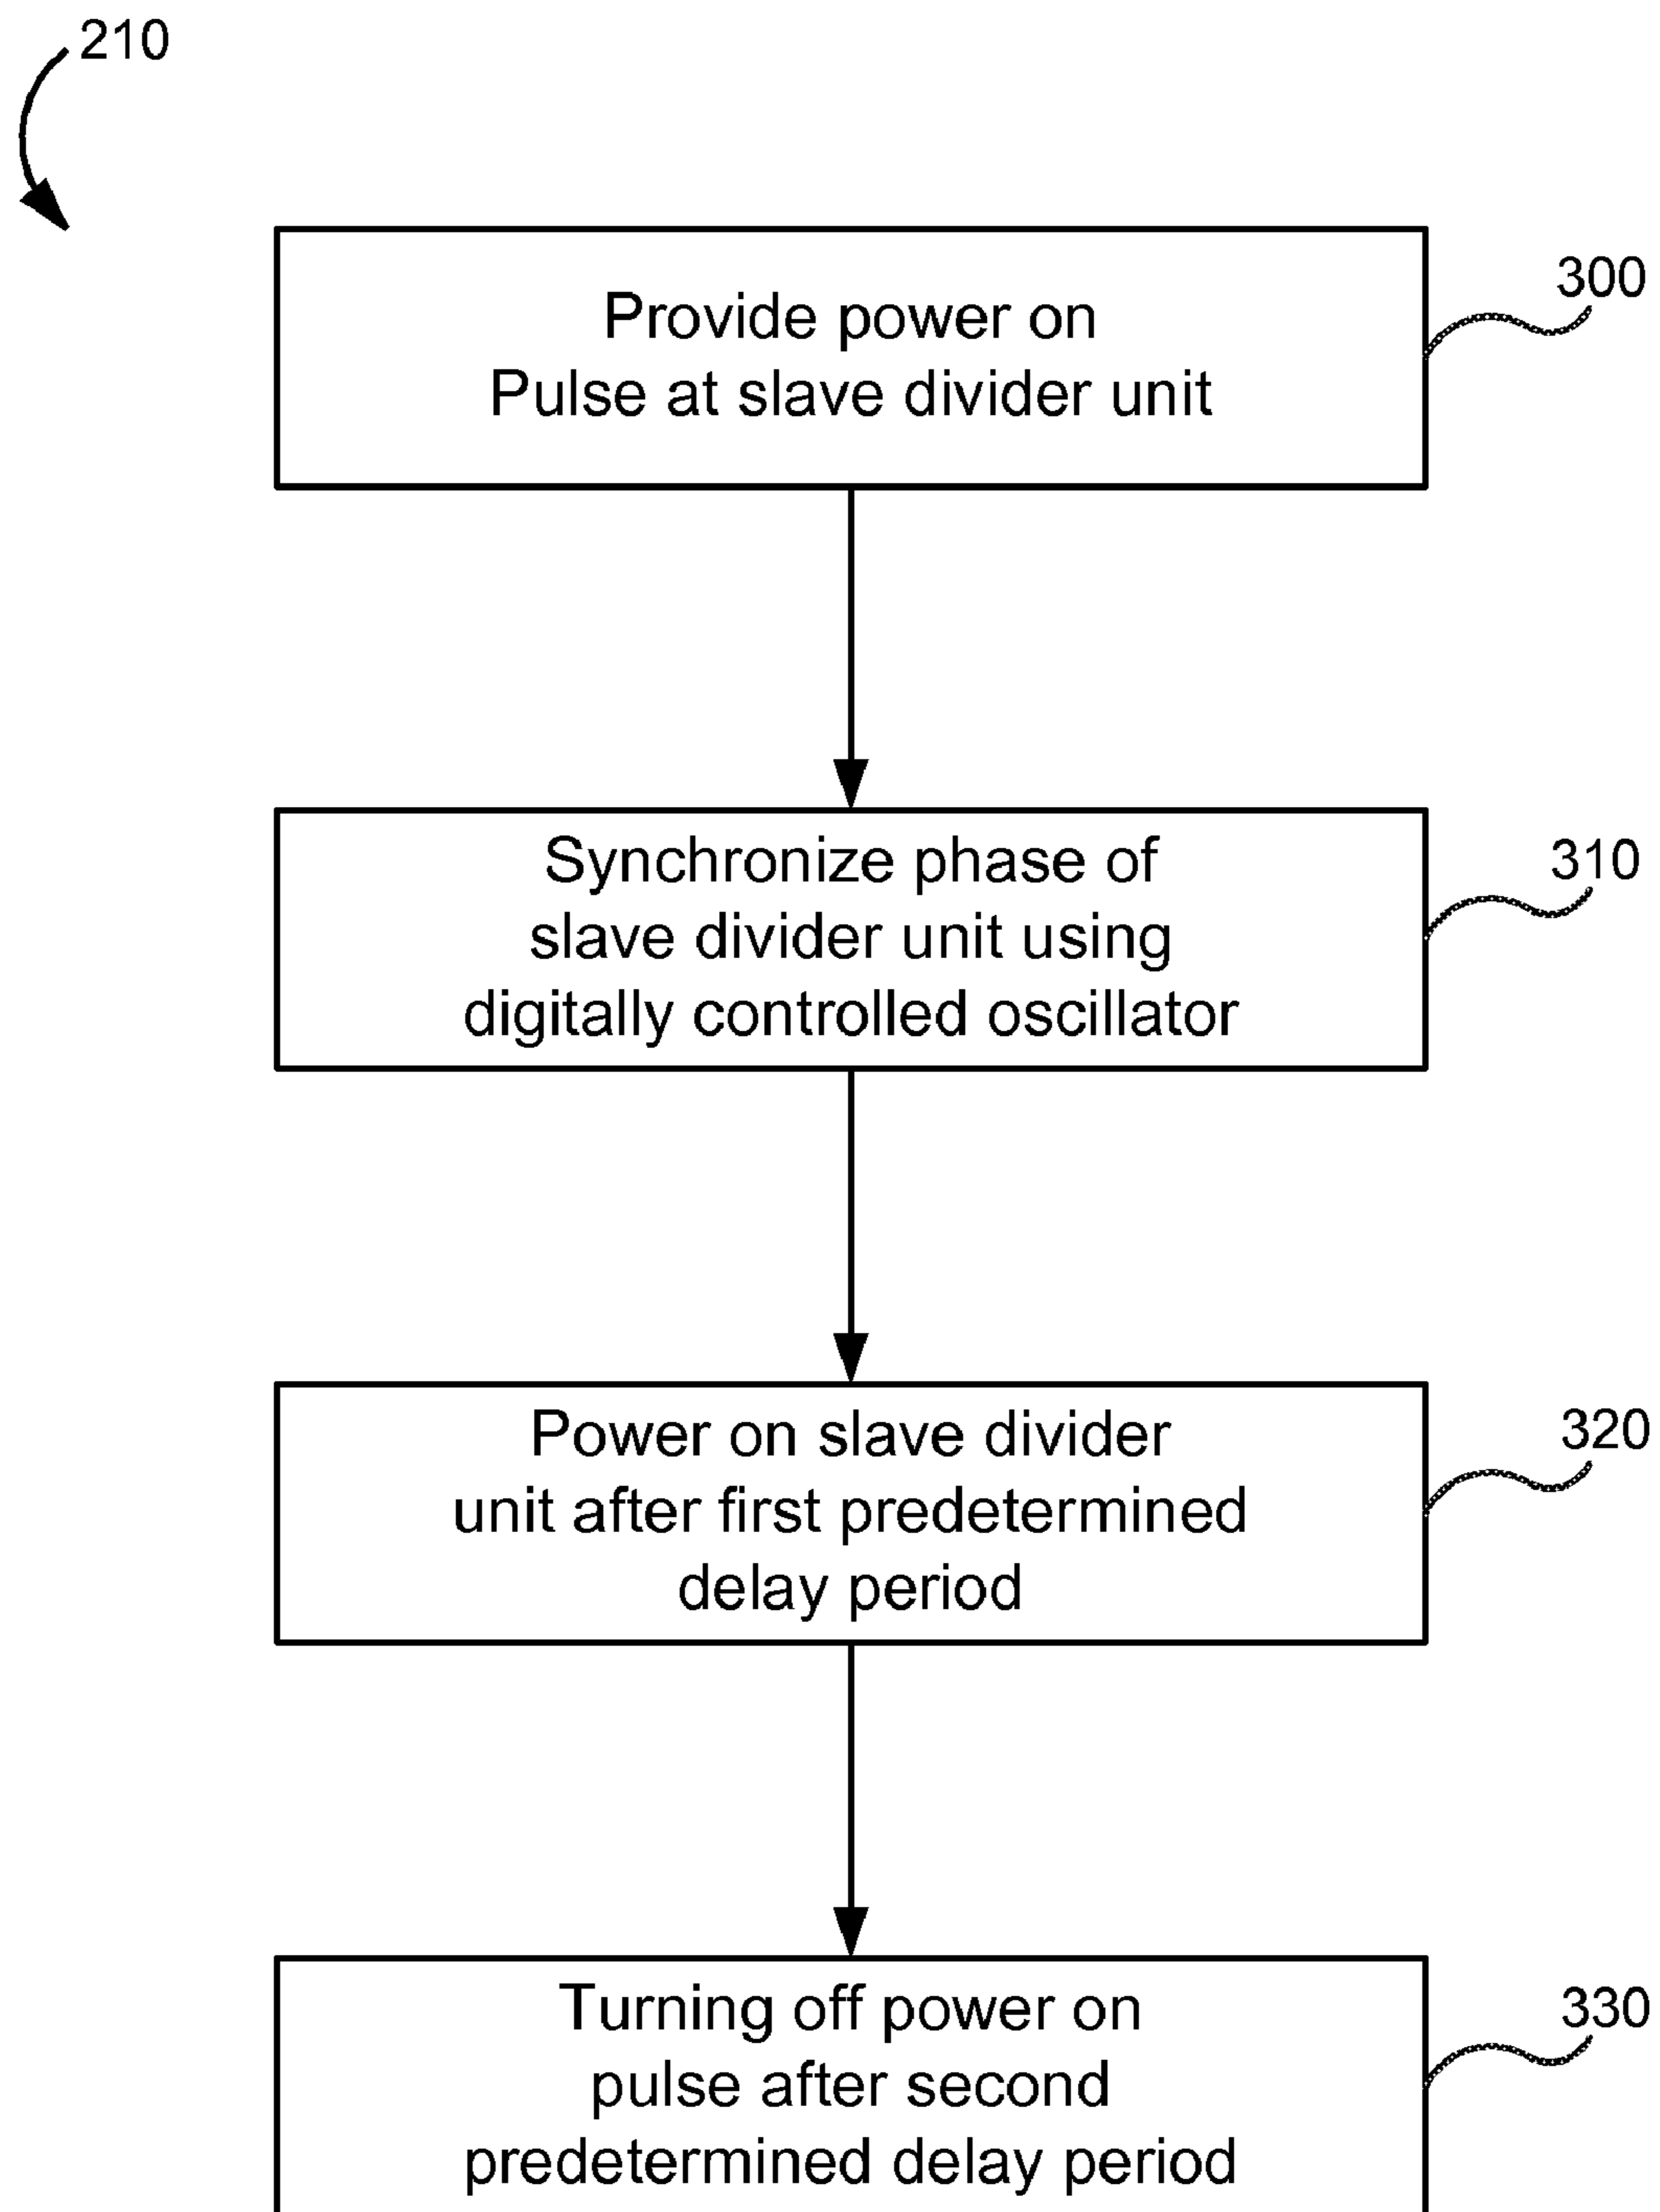 210
Provide power on
Pulse at slave divider unit
300
Synchronize phase of
slave divider unit using
digitally controlled oscillator
310
Power on slave divider
unit after first predetermined
delay period
320
Turning off power on
pulse after second
predetermined delay period
330